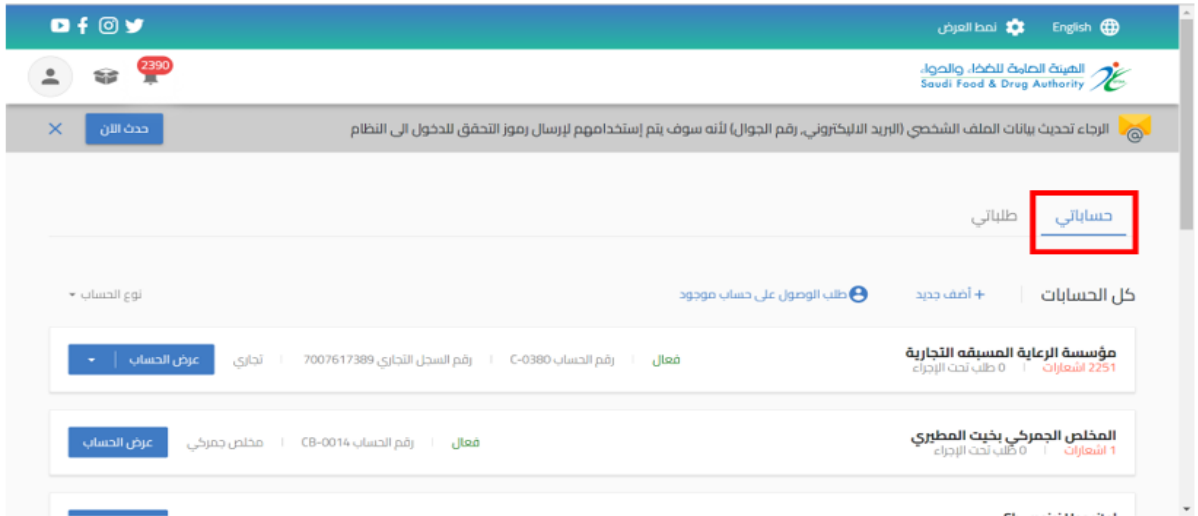 English نمط العرض
الهيئة العامة للغذاء والدواء
Saudi Food & Drug Authority
2390
الرجاء تحديث بيانات الملف الشخصي (البريد الاليكتروني, رقم الجوال) لأنه سوف يتم إستخدامهم لإرسال رموز التحقق للدخول الى النظام
حدث الآن
حساباتي طلباتي
كل الحسابات + أضف جديد طلب الوصول على حساب موجود نوع الحساب
مؤسسة الرعاية المسبقه التجارية
2251 اشعارات 0 طلب تحت الإجراء
فعال رقم الحساب C-0380 رقم السجل التجاري 7007617389 تجاري عرض الحساب
المخلص الجمركي بخيت المطيري
1 اشعارات 0 طلب تحت الإجراء
فعال رقم الحساب CB-0014 مخلص جمركي عرض الحساب